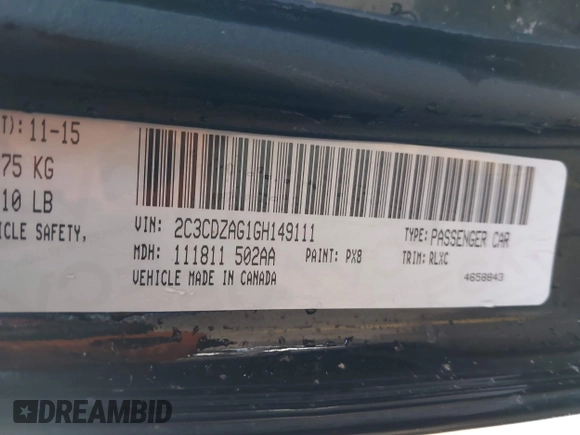 T): 11-15
75 KG
10 LB
ICLE SAFETY,
VIN: 2C3CDZAG1GH149111
TYPE: PASSENGER CAR
MDH: 111811 502AA
PAINT: PX8
TRIM: RLXC
VEHICLE MADE IN CANADA
4658843
DREAMBID